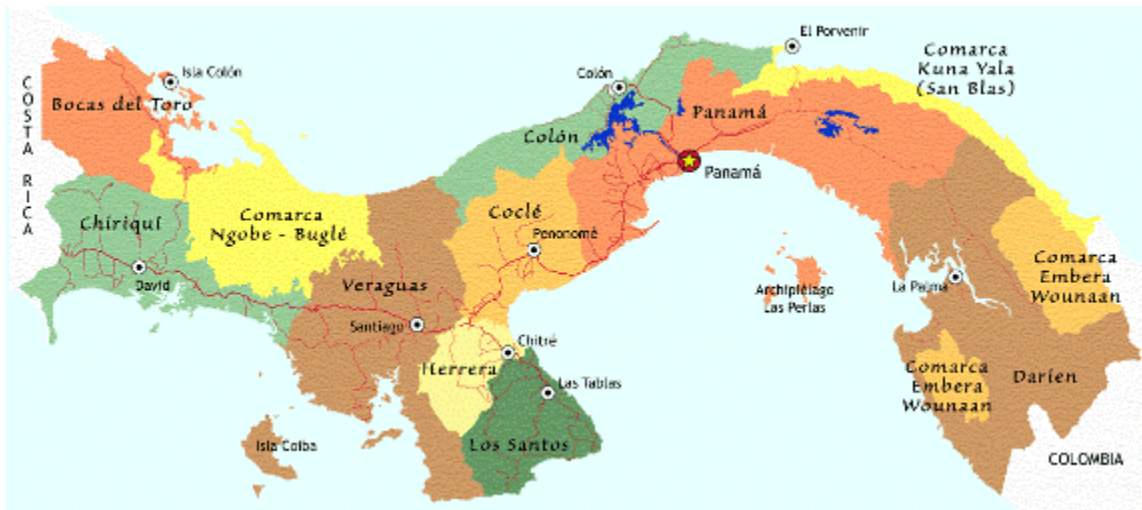 COSTA RICA
Bocas del Toro
Isla Colón
Chiriquí
David
Comarca
Ngobe - Buglé
Veraguas
Santiago
Isla Coiba
Herrera
Chitré
Las Tablas
Los Santos
Coclé
Penonomé
Colón
Colón
Panamá
Panamá
El Porvenir
Comarca
Kuna Yala
(San Blas)
Archipiélago
Las Perlas
La Palma
Comarca
Embera
Wounaan
Comarca
Embera
Wounaan
Daríen
COLOMBIA